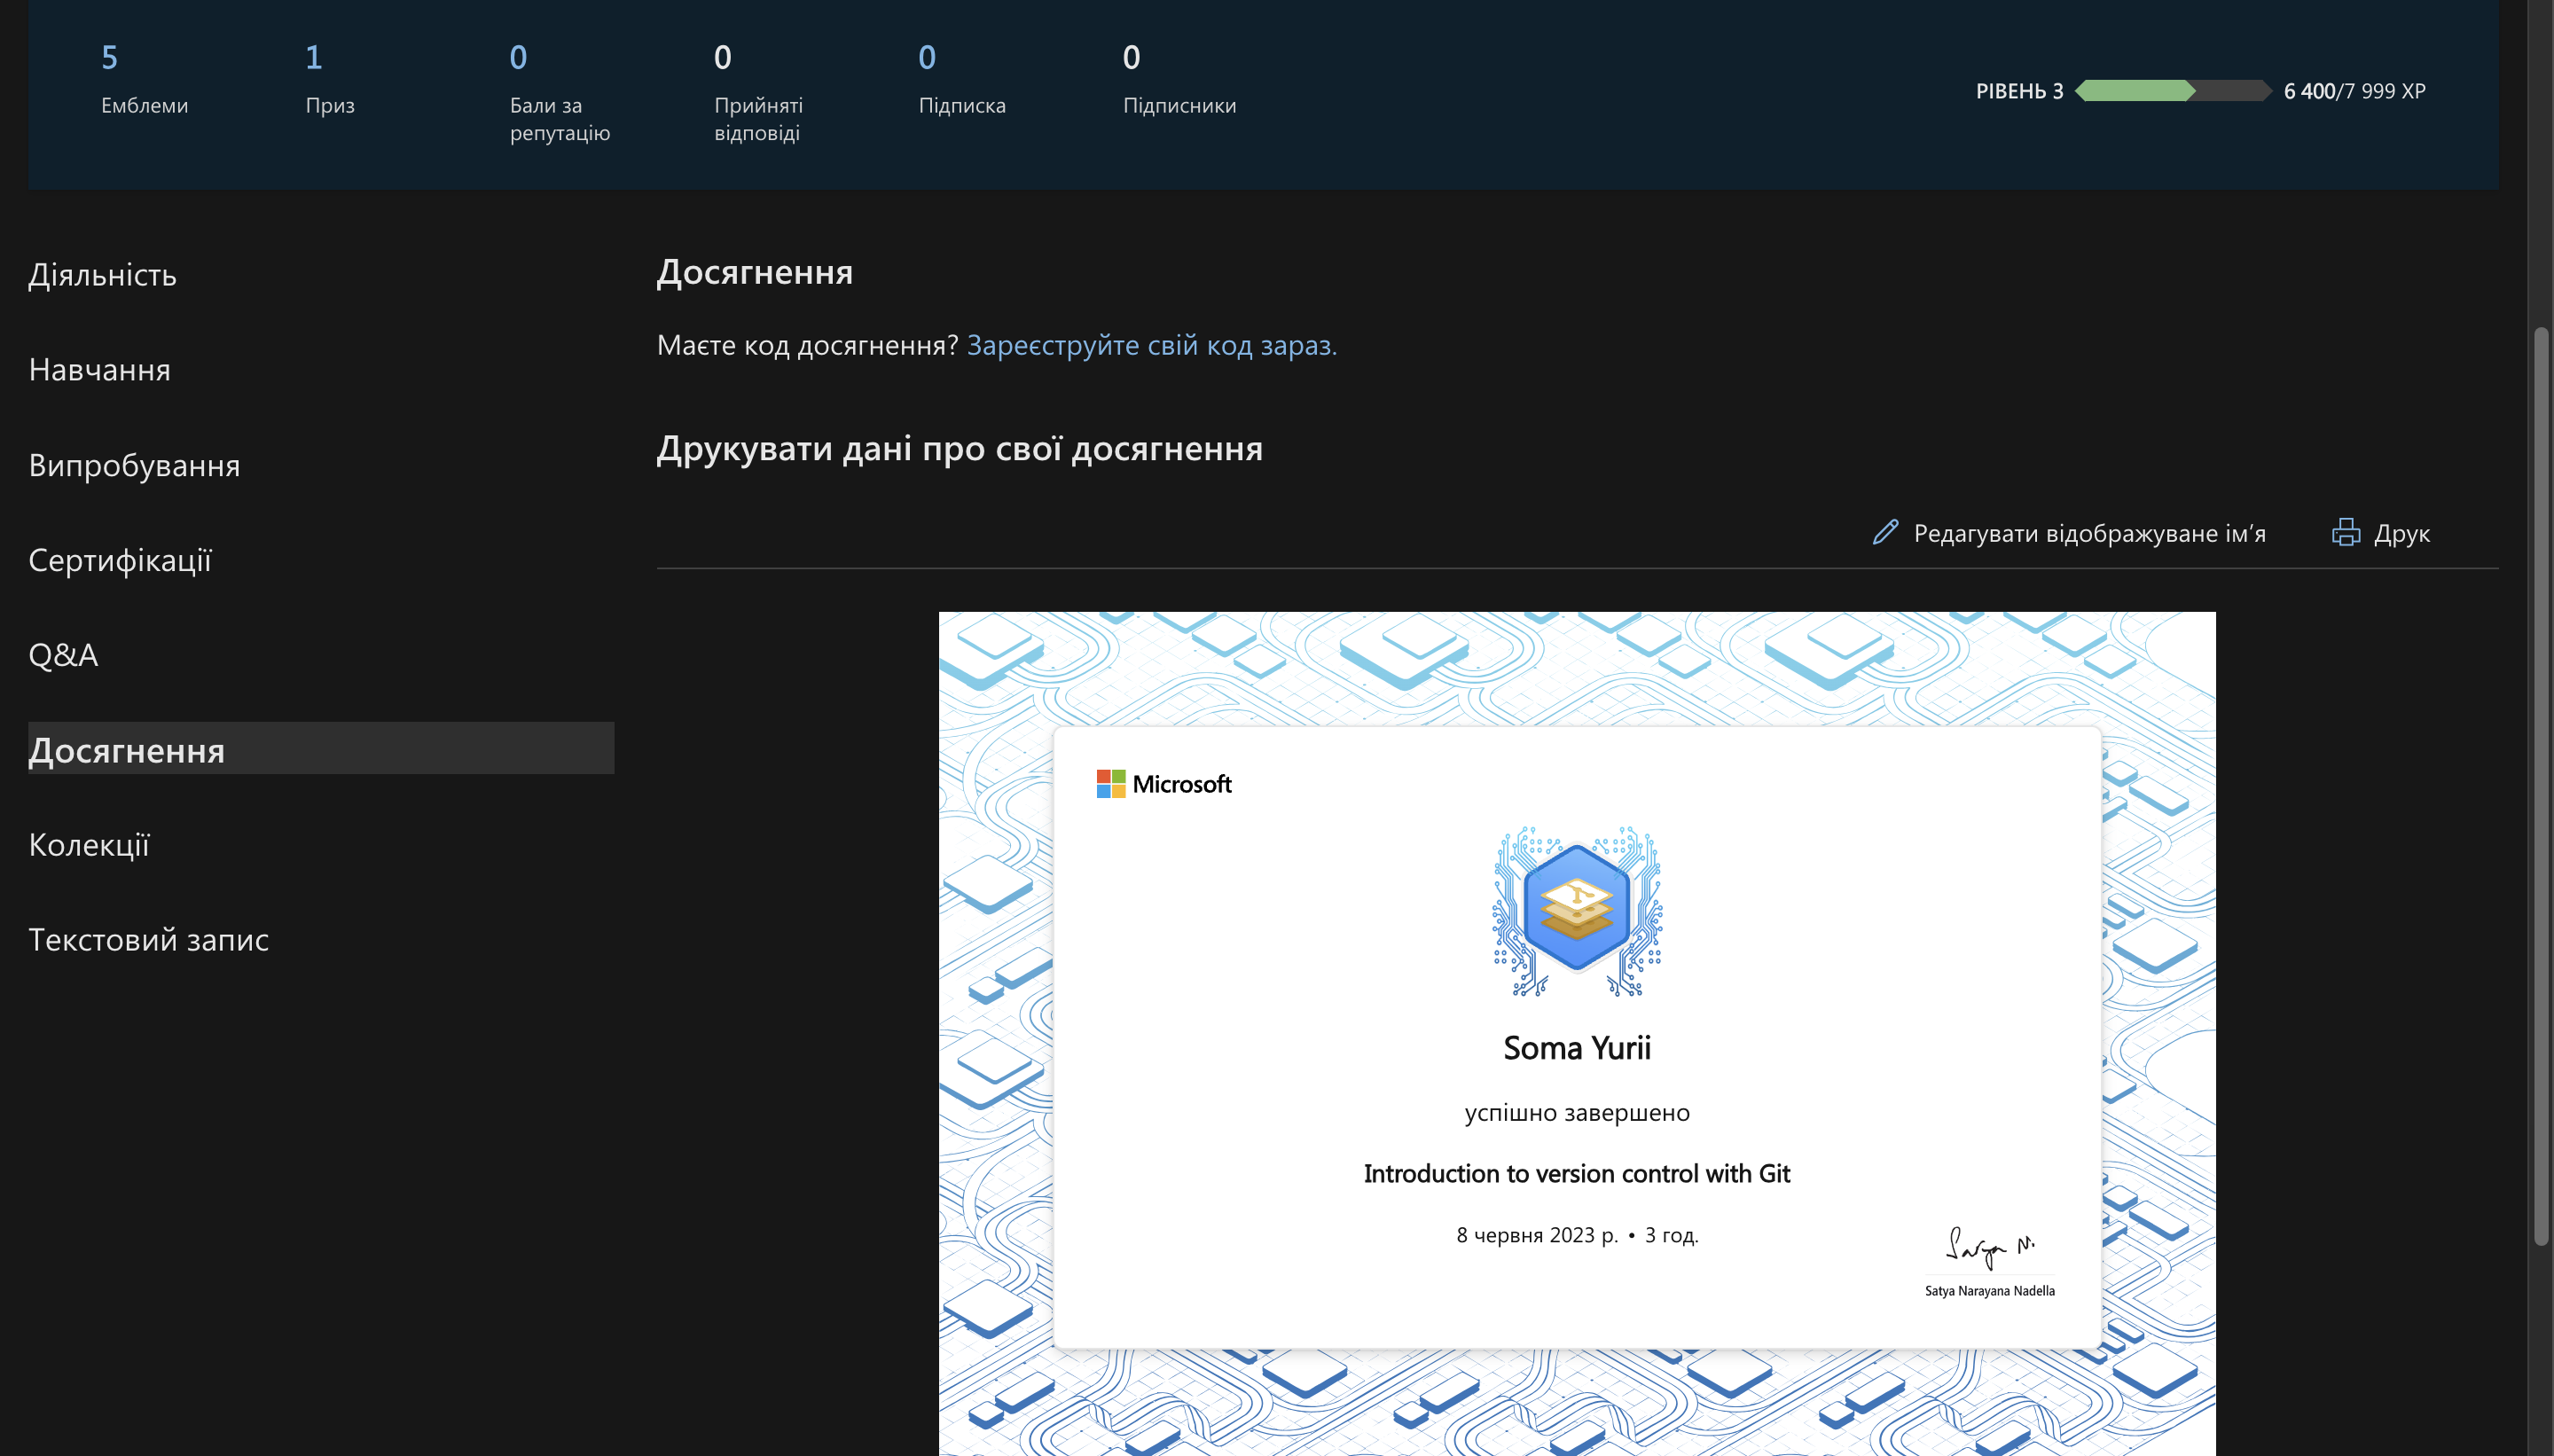 5
Емблеми
1
Приз
0
Бали за
репутацію
0
Прийняті
відповіді
0
Підписка
0
Підписники
РІВЕНЬ 3 6 400/7 999 XP
Діяльність
Навчання
Випробування
Сертифікації
Q&A
Досягнення
Колекції
Текстовий запис
Досягнення
Маєте код досягнення? Зареєструйте свій код зараз.
Друкувати дані про свої досягнення
Редагувати відображуване ім’я
Друк
Microsoft
Soma Yurii
успішно завершено
Introduction to version control with Git
8 червня 2023 р. • 3 год.
Satya N.
Satya Narayana Nadella